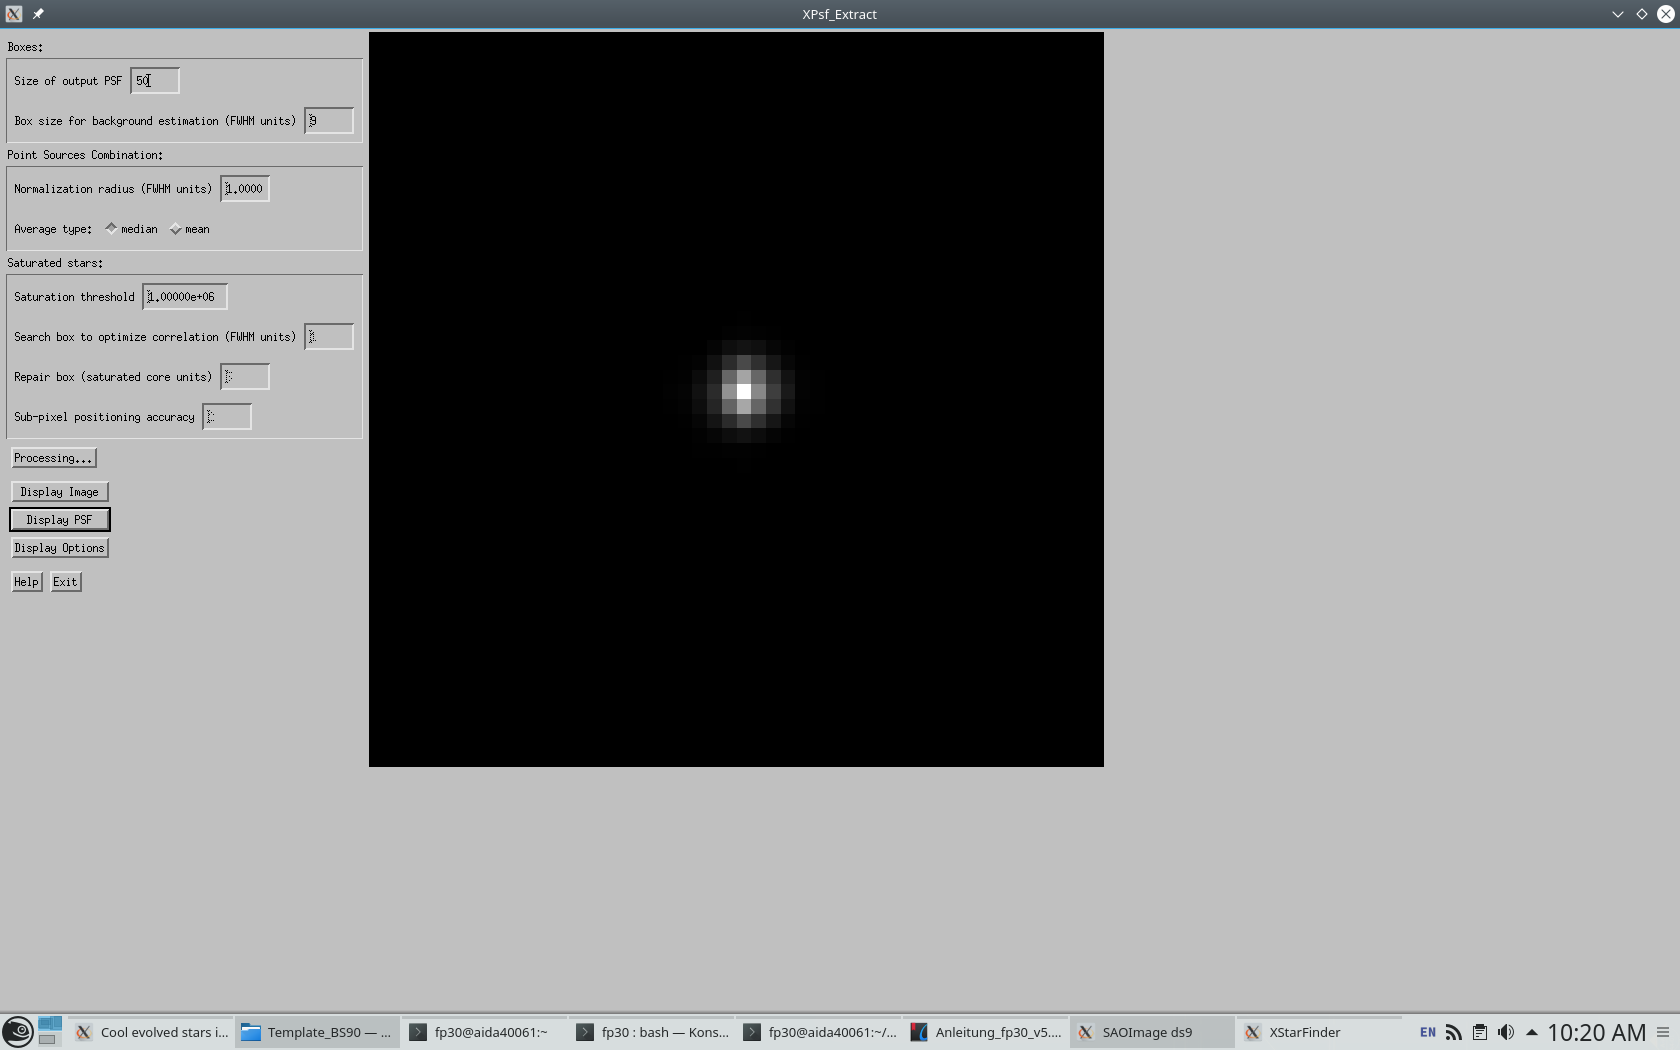 XPsf_Extract
Boxes:
Size of output PSF 50
Box size for background estimation (FWHM units) 9
Point Sources Combination:
Normalization radius (FWHM units) 1.0000
Average type: median mean
Saturated stars:
Saturation threshold 1.00000e+06
Search box to optimize correlation (FWHM units)
Repair box (saturated core units)
Sub-pixel positioning accuracy
Processing...
Display Image
Display PSF
Display Options
Help Exit
Cool evolved stars i... Template_BS90 — ... fp30@aida40061:~ fp30 : bash — Kons... fp30@aida40061:~/... Anleitung_fp30_v5.... SAOImage ds9 XStarFinder EN 10:20 AM